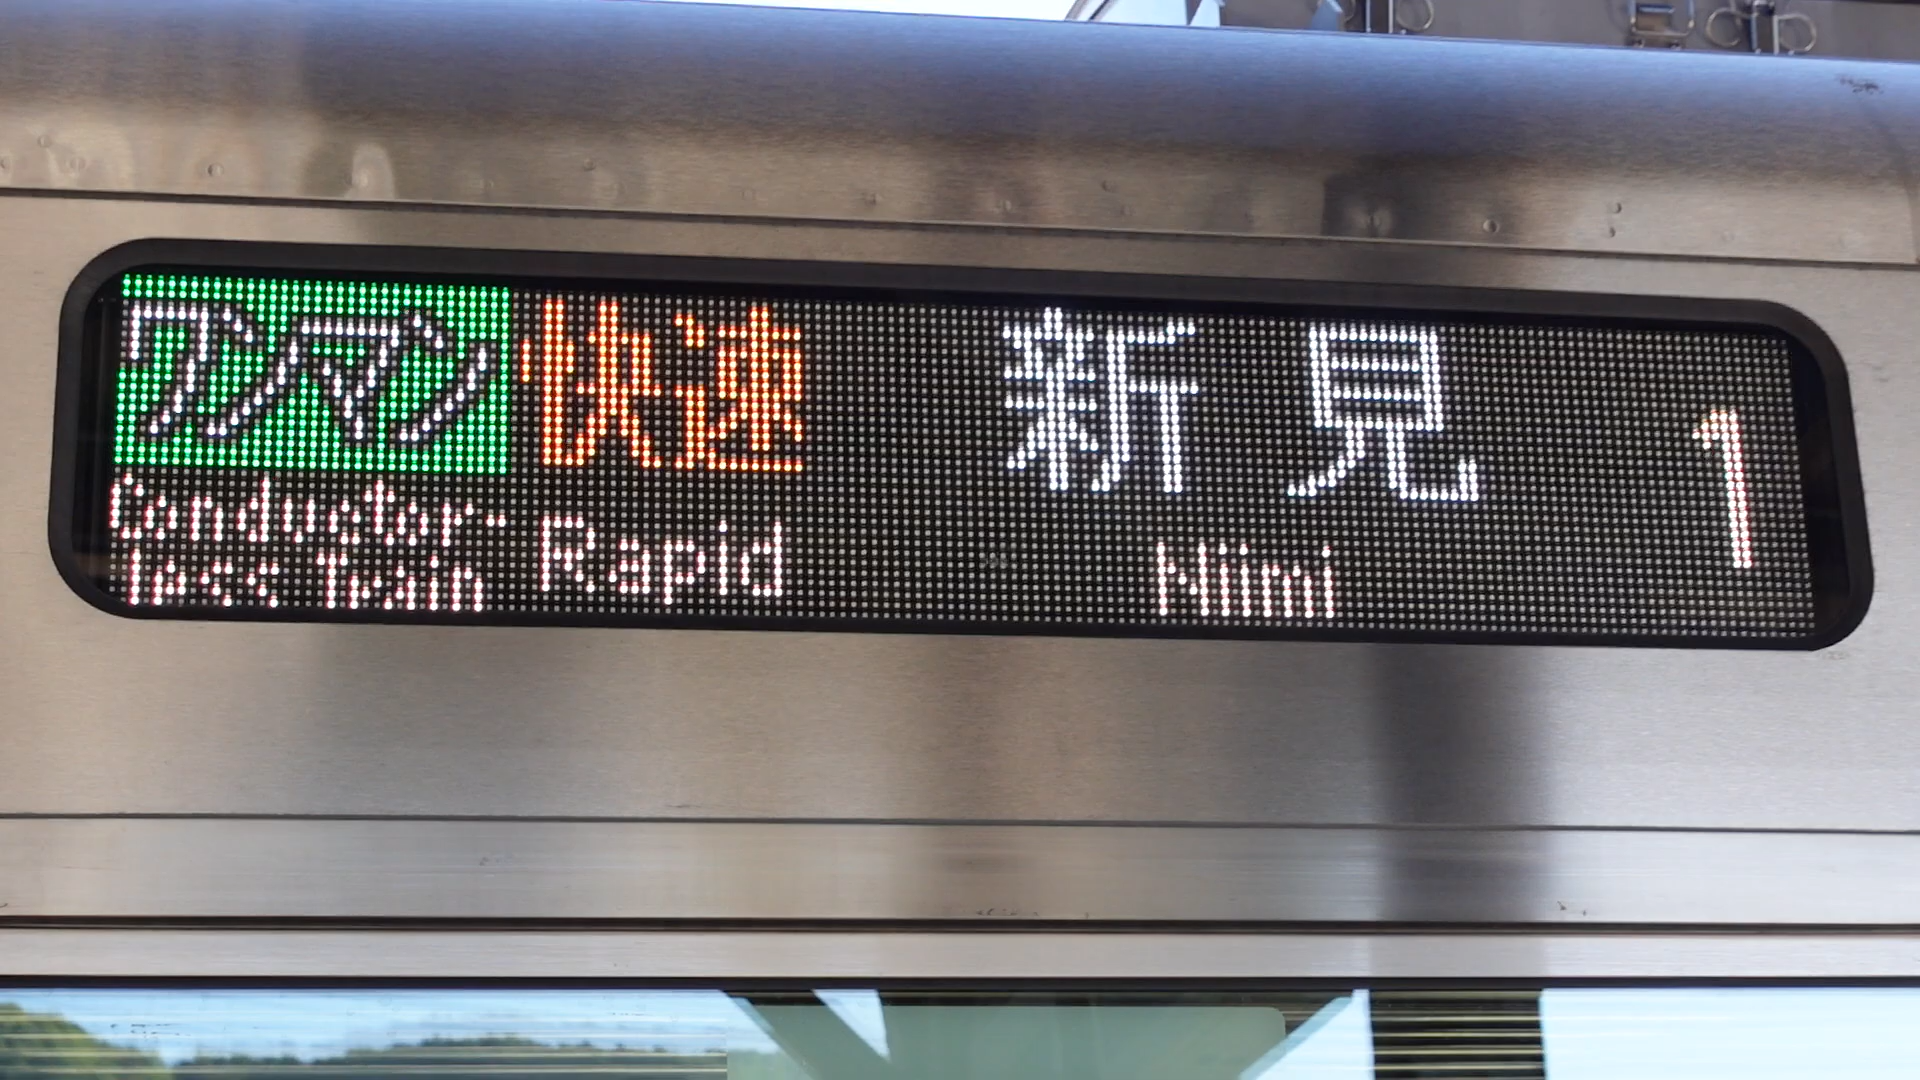 ワンマン 快速 新見 1
Conductor- Rapid Niimi
less Train